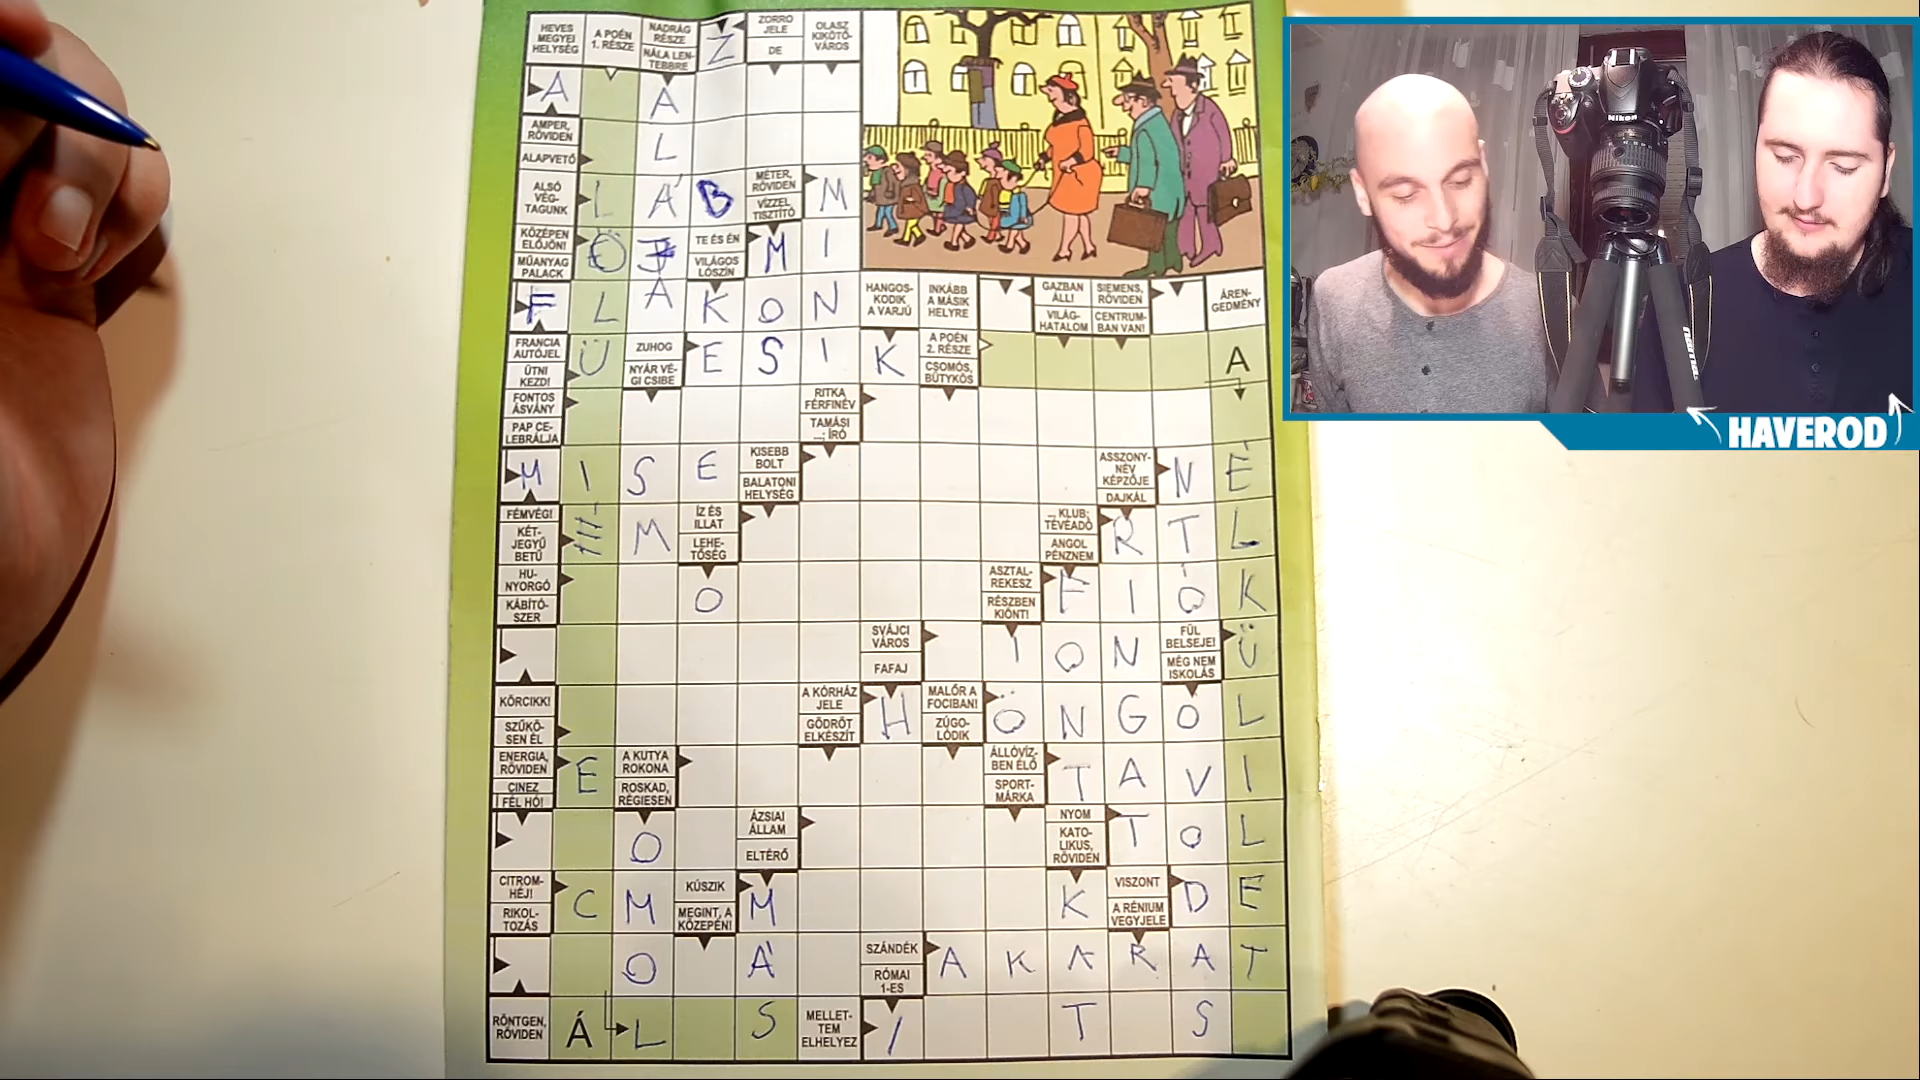 HEVES MEGYEI HELYSÉG
A POÉN 1. RÉSZE
NADRÁG RÉSZE
NÁLA LENTEBBRE
Z
ZORRO JELE
DE
OLASZ KIKÖTŐVÁROS
A
A
AMPER, RÖVIDEN
ALAPVETŐ
L
ALSÓ VÉGTAGUNK
L Á B
MÉTER, RÖVIDEN
VÍZZEL TISZTÍTÓ
M
KÖZÉPEN ELŐJÖN!
MŰANYAG PALACK
TE ÉS ÉN
VILÁGOS LÓSZÍN
M I
F L A K O N
HANGOSKODIK A VARJÚ
INKÁBB A MÁSIK HELYRE
GAZBAN ÁLL!
VILÁGHATALOM
SIEMENS, RÖVIDEN
CENTRUMBAN VAN!
ÁRENGEDMÉNY
FRANCIA AUTÓJEL
ÜTNI KEZD!
Ü
ZUHOG
NYÁR VÉGI CSIBE
E S I K
A POÉN 2. RÉSZE
CSOMÓS, BÜTYKÖS
A
FONTOS ÁSVÁNY
PAP CELEBRÁLJA
RITKA FÉRFINÉV
TAMÁSI ...; ÍRÓ
M I S E
KISEBB BOLT
BALATONI HELYSÉG
ASSZONYNÉV KÉPZŐJE
DAJKÁL
N É
FÉMVÉG!
KÉTJEGYŰ BETŰ
M
ÍZ ÉS ILLAT
LEHETŐSÉG
... KLUB; TÉVÉADÓ
ANGOL PÉNZNEM
R T L
HUNYORGÓ
KÁBÍTÓSZER
O
ASZTALREKESZ
RÉSZBEN KIÖNT!
F I Ó K
SVÁJCI VÁROS
FAFAJ
I O N
FÜL BELSEJE!
MÉG NEM ISKOLÁS
Ü
KÖRCIKK!
SZŰKÖSEN ÉL
A KÓRHÁZ JELE
GÖDRÖT ELKÉSZÍT
H
MALŐR A FOCIBAN!
ZÚGOLÓDIK
Ö N G Ó L
ENERGIA, RÖVIDEN
CINEZ FÉL HÓ!
E
A KUTYA ROKONA
ROSKAD, RÉGIESEN
ÁLLÓVÍZBEN ÉLŐ
SPORTMÁRKA
T A V I
O
ÁZSIAI ÁLLAM
ELTÉRŐ
NYOM
KATOLIKUS, RÖVIDEN
T O L
CITROMHÉJ!
RIKOLTOZÁS
C M
KÚSZIK
MEGINT, A KÖZEPÉN!
M
K
VISZONT
A RÉNIUM VEGYJELE
D E
O Á
SZÁNDÉK
RÓMAI 1-ES
A K A R A T
RÖNTGEN, RÖVIDEN
Á L S
MELLETTEM ELHELYEZ
I T S
Nikon
HAVEROD